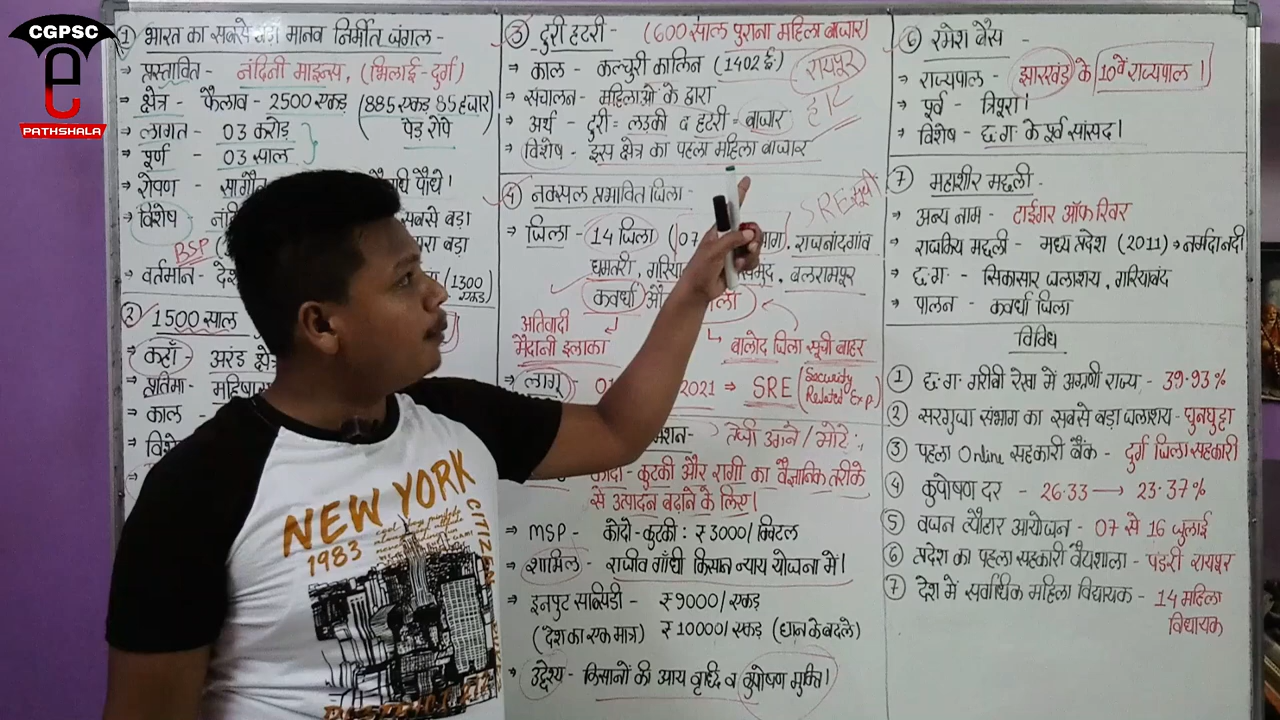 CGPSC
e
PATHSHALA
① भारत का सबसे बड़ा मानव निर्मित जंगल -
→ प्रस्तावित - नंदिनी माइन्स, (भिलाई-दुर्ग)
→ क्षेत्र - फैलाव - 2500 एकड़ (885 एकड़ 85 हजार
पेड़ रोपे
→ लागत - 03 करोड़
→ पूर्ण - 03 साल
→ रोपण -
पौधे।
→ विशेष -
सबसे बड़ा
BSP
बड़ा
→ वर्तमान -
(1300
एकड़)
② 1500 साल
→ कहाँ - अरंड क्षे
→ प्रतिमा -
→ काल -
→ विशे
③ दुरी हटरी - (600 साल पुराना महिला बाजार)
→ काल - कल्चुरी कालिन (1402 ई.) रायपुर
→ संचालन - महिलाओं के द्वारा
→ अर्थ - दुरी = लडकी व हटरी = बाजार
हाट
→ विशेष - इस क्षेत्र का पहला महिला बाजार
④ नक्सल प्रभावित जिला -
SRE सूची
→ जिला - 14 जिला (07
राजनांदगांव
धमतरी, गरिया
बलरामपुर
कवर्धा
अतिवादी
मैदानी इलाका
बालोद जिला सूची बाहर
→ लागू
01
2021 → SRE (Security
Related Exp.)
मिशन-
कोदो-कुटकी और रागी का वैज्ञानिक तरीके
से उत्पादन बढ़ाने के लिए।
→ MSP - कोदो-कुटकी : ₹3000/ क्विंटल
→ शामिल - राजीव गाँधी किसान न्याय योजना में।
→ इनपुट सब्सिडी - ₹9000/ एकड़
(देश का एक मात्र) ₹10000/ एकड़ (धान के बदले)
→ उद्देश्य - किसानों की आय वृद्धि व कुपोषण मुक्ति।
⑥ रमेश बैस -
→ राज्यपाल - झारखंड के 10वें राज्यपाल।
→ पूर्व - त्रिपुरा।
→ विशेष - छ.ग. के पूर्व सांसद।
⑦ महाशीर मछली -
→ अन्य नाम - टाईगर ऑफ रिवर
→ राजकिय मछली - मध्य प्रदेश (2011) → नर्मदा नदी
→ छ.ग. - सिकासार जलाशय, गरियाबंद
→ पालन - कवर्धा जिला
विविध
① छ.ग. गरीबी रेखा में अग्रणी राज्य - 39.93%
② सरगुजा संभाग का सबसे बड़ा जलाशय - घुनघुट्टा
③ पहला Online सहकारी बैंक - दुर्ग जिला सहकारी
④ कुपोषण दर - 26.33 → 23.37%
⑤ वजन त्यौहार आयोजन - 07 से 16 जुलाई
⑥ प्रदेश का पहला सहकारी वैद्यशाला - पंडरी रायपुर
⑦ देश में सर्वाधिक महिला विधायक - 14 महिला
विधायक
NEW YORK
1983
CITIZEN